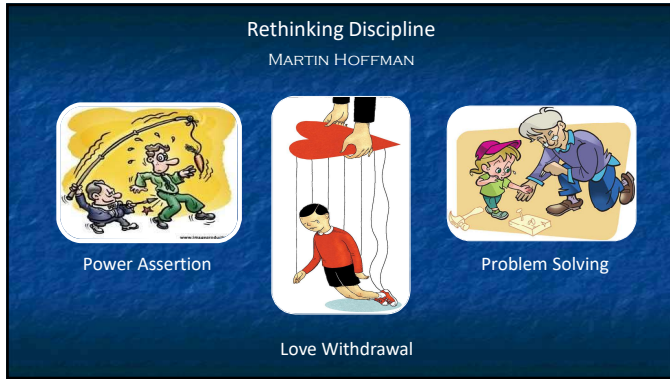 Rethinking Discipline
MARTIN HOFFMAN
Power Assertion
Problem Solving
Love Withdrawal